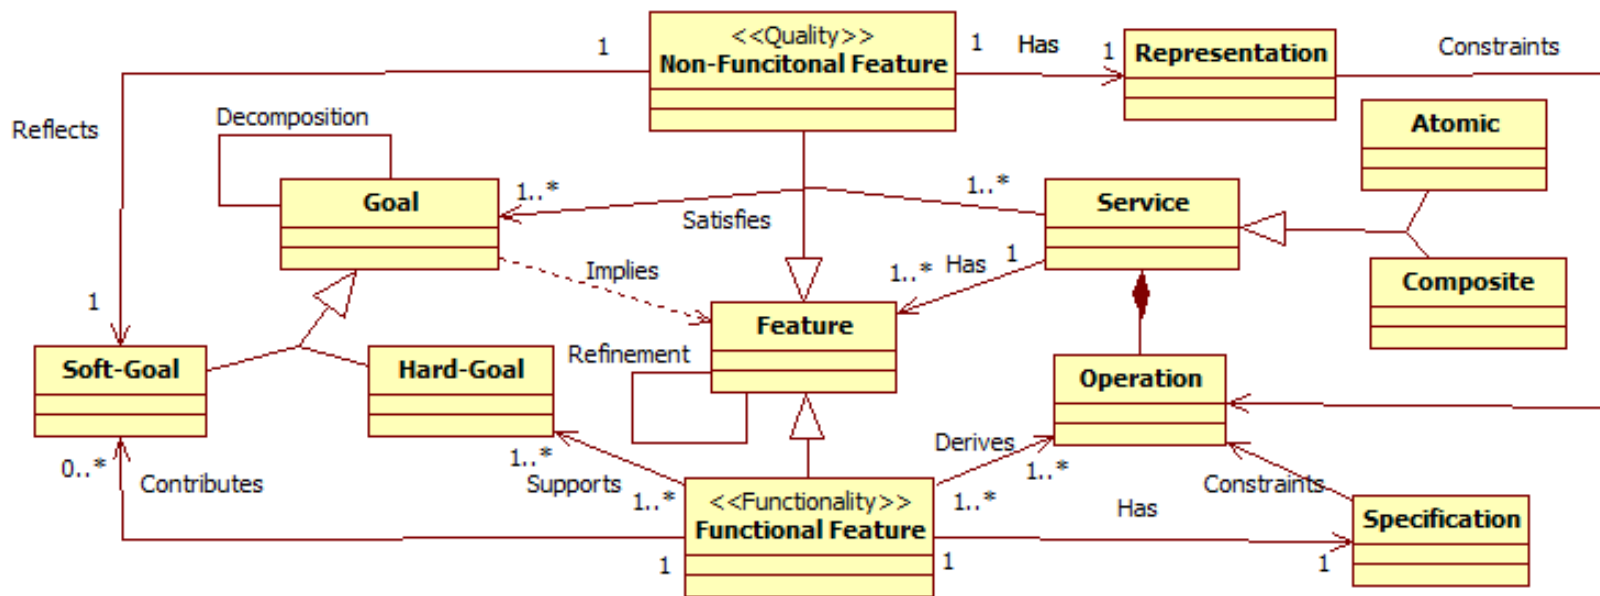 <<Quality>>
Non-Funcitonal Feature
1
1
Has
1
Representation
Constraints
Reflects
Decomposition
Atomic
Goal
1..*
Satisfies
1..*
Service
Composite
Implies
1..*
Has
1
1
Feature
Refinement
Soft-Goal
Hard-Goal
Operation
0..*
Contributes
1..*
Supports
1..*
Derives
1..*
1..*
Constraints
<<Functionality>>
Functional Feature
1
1
Has
1
Specification